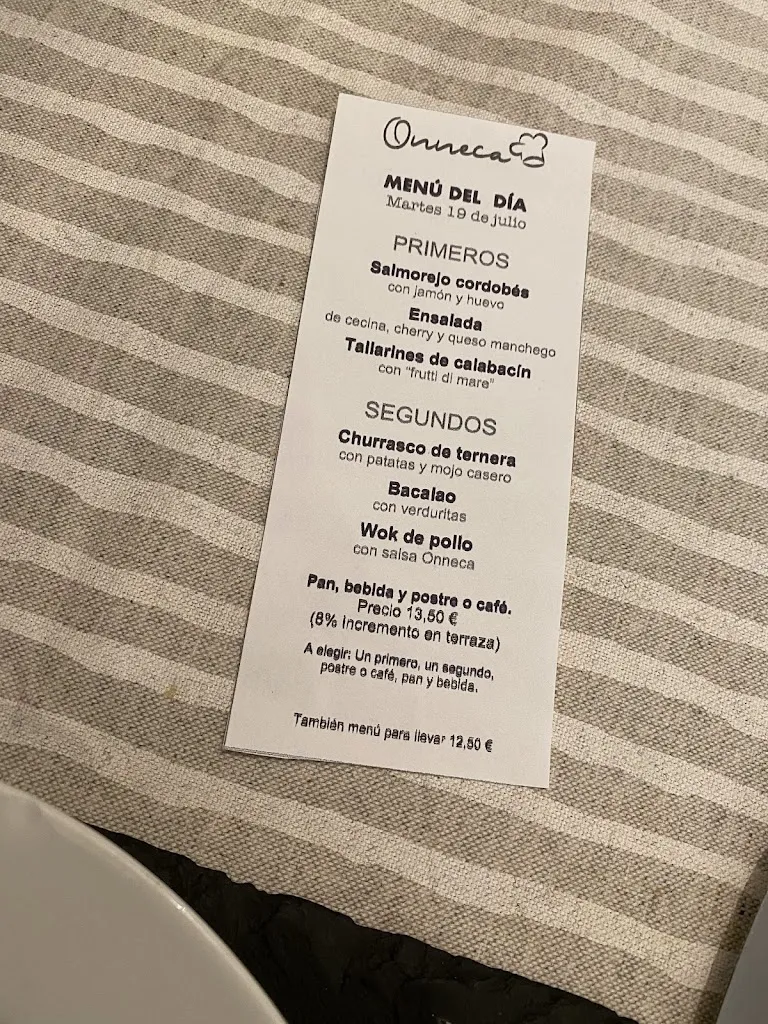 Onneca
MENÚ DEL DÍA
Martes 19 de julio
PRIMEROS
Salmorejo cordobés
con jamón y huevo
Ensalada
de cecina, cherry y queso manchego
Tallarines de calabacín
con "frutti di mare"
SEGUNDOS
Churrasco de ternera
con patatas y mojo casero
Bacalao
con verduritas
Wok de pollo
con salsa Onneca
Pan, bebida y postre o café.
Precio 13,50 €
(8% incremento en terraza)
A elegir: Un primero, un segundo,
postre o café, pan y bebida.
También menú para llevar 12,50 €